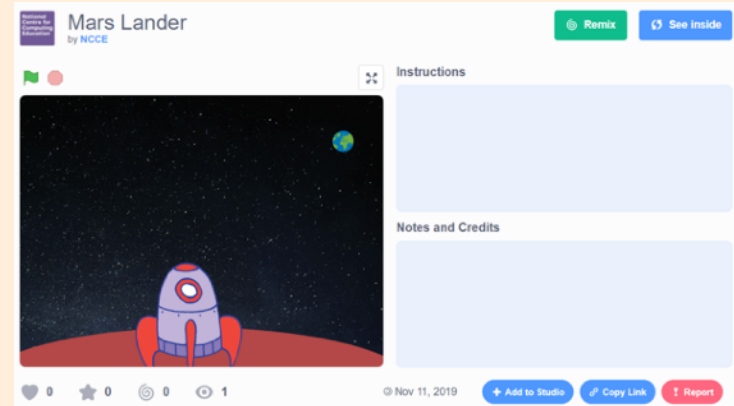 National
Centre for
Computing
Education
Mars Lander
by NCCE
Remix
See inside
Instructions
Notes and Credits
0
0
0
1
© Nov 11, 2019
Add to Studio
Copy Link
Report